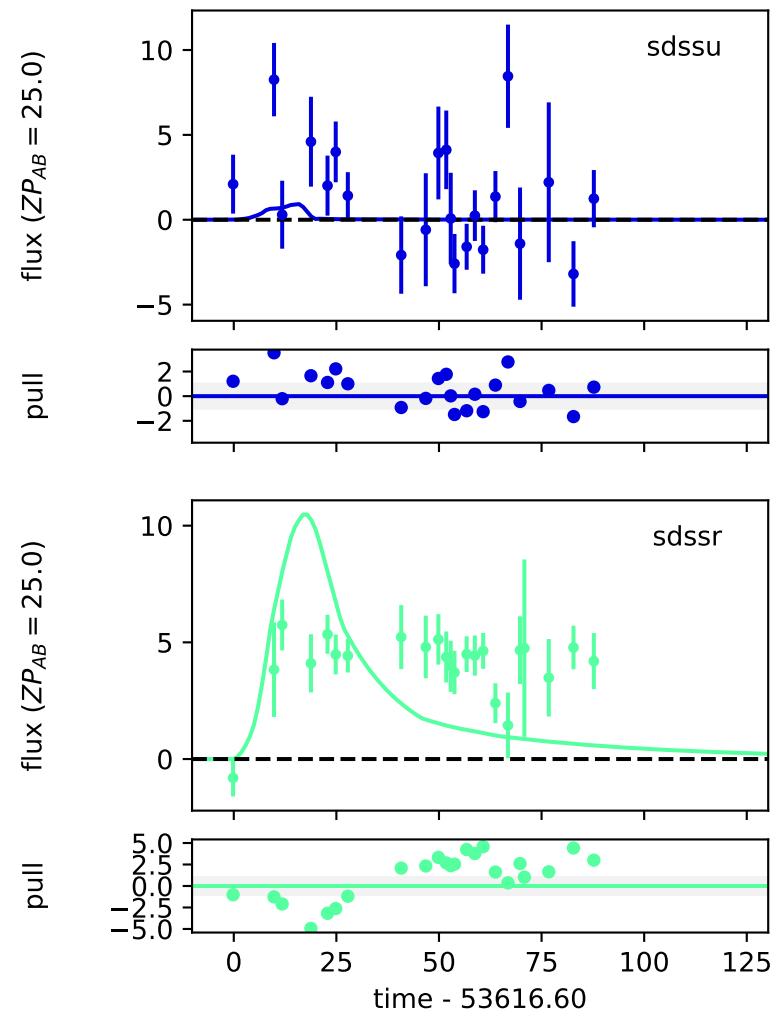 sdssu
flux ($ZP_{AB}$ = 25.0)
10
5
0
−5
pull
2
0
−2
sdssr
flux ($ZP_{AB}$ = 25.0)
10
5
0
pull
5.0
2.5
0.0
−2.5
−5.0
0 25 50 75 100 125
time - 53616.60